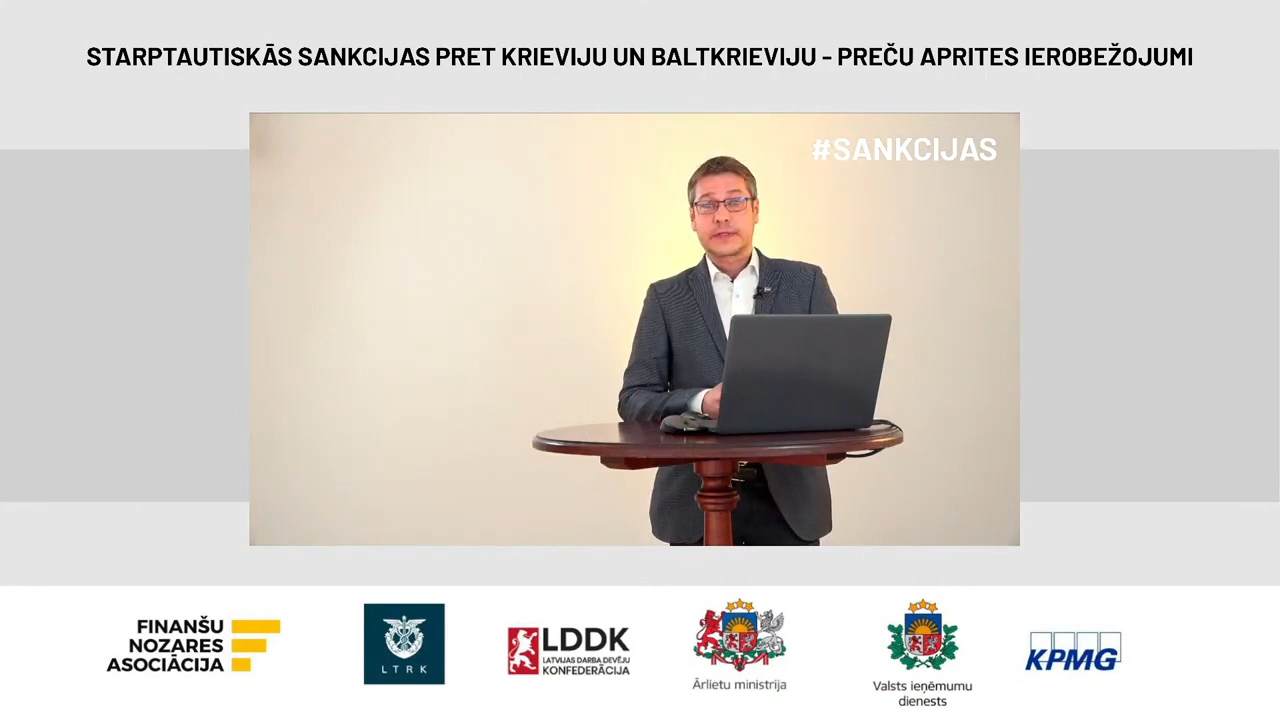 STARPTAUTISKĀS SANKCIJAS PRET KRIEVIJU UN BALTKRIEVIJU - PREČU APRITES IEROBEŽOJUMI
#SANKCIJAS
FINANŠU
NOZARES
ASOCIĀCIJA
LTRK
LDDK
LATVIJAS DARBA DEVĒJU
KONFEDERĀCIJA
Ārlietu ministrija
Valsts ieņēmumu
dienests
KPMG